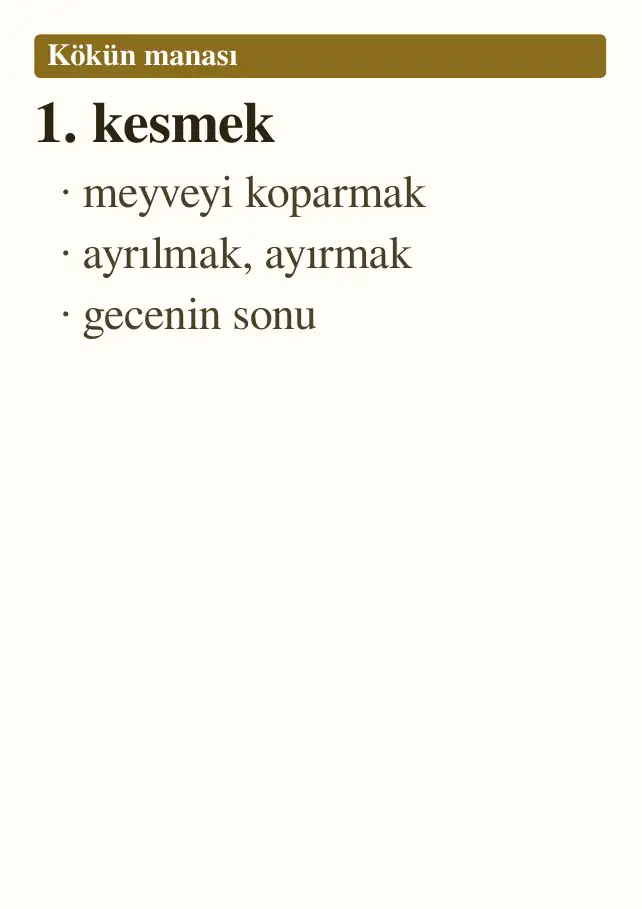 Kökün manası
1. kesmek
· meyveyi koparmak
· ayrılmak, ayırmak
· gecenin sonu